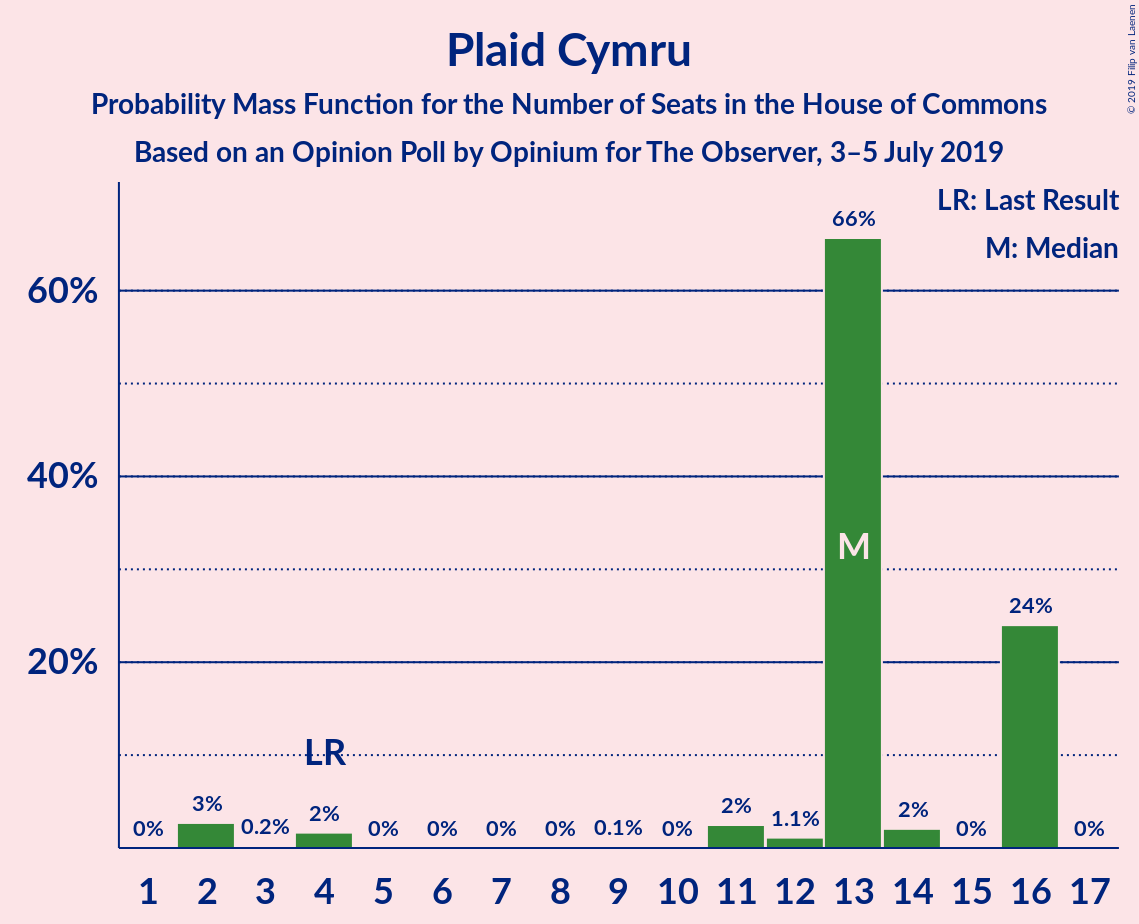 Plaid Cymru
Probability Mass Function for the Number of Seats in the House of Commons
Based on an Opinion Poll by Opinium for The Observer, 3–5 July 2019
© 2019 Filip van Laenen
LR: Last Result
M: Median
60%
40%
20%
0% 3% 0.2% 2% 0% 0% 0% 0% 0.1% 0% 2% 1.1% 66% 2% 0% 24% 0%
LR
M
1 2 3 4 5 6 7 8 9 10 11 12 13 14 15 16 17